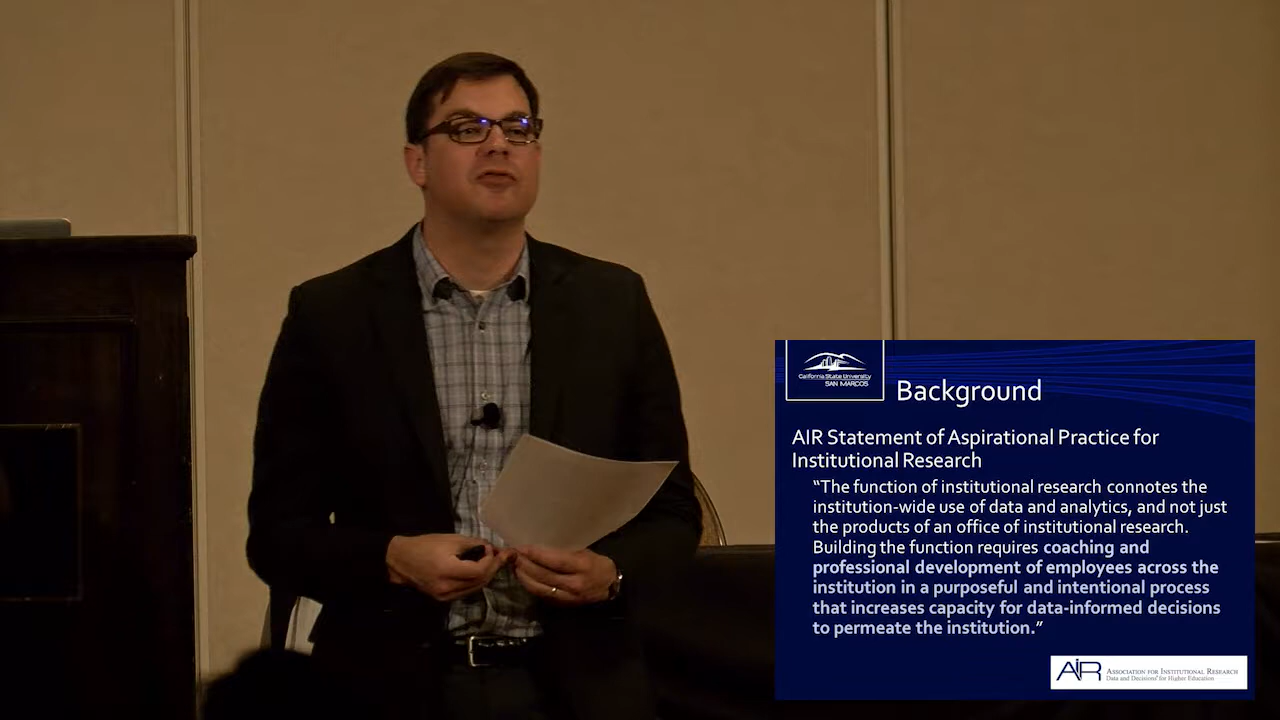 California State University
SAN MARCOS
Background
AIR Statement of Aspirational Practice for
Institutional Research
“The function of institutional research connotes the
institution-wide use of data and analytics, and not just
the products of an office of institutional research.
Building the function requires coaching and
professional development of employees across the
institution in a purposeful and intentional process
that increases capacity for data-informed decisions
to permeate the institution.”
AIR
ASSOCIATION FOR INSTITUTIONAL RESEARCH
Data and Decisions for Higher Education